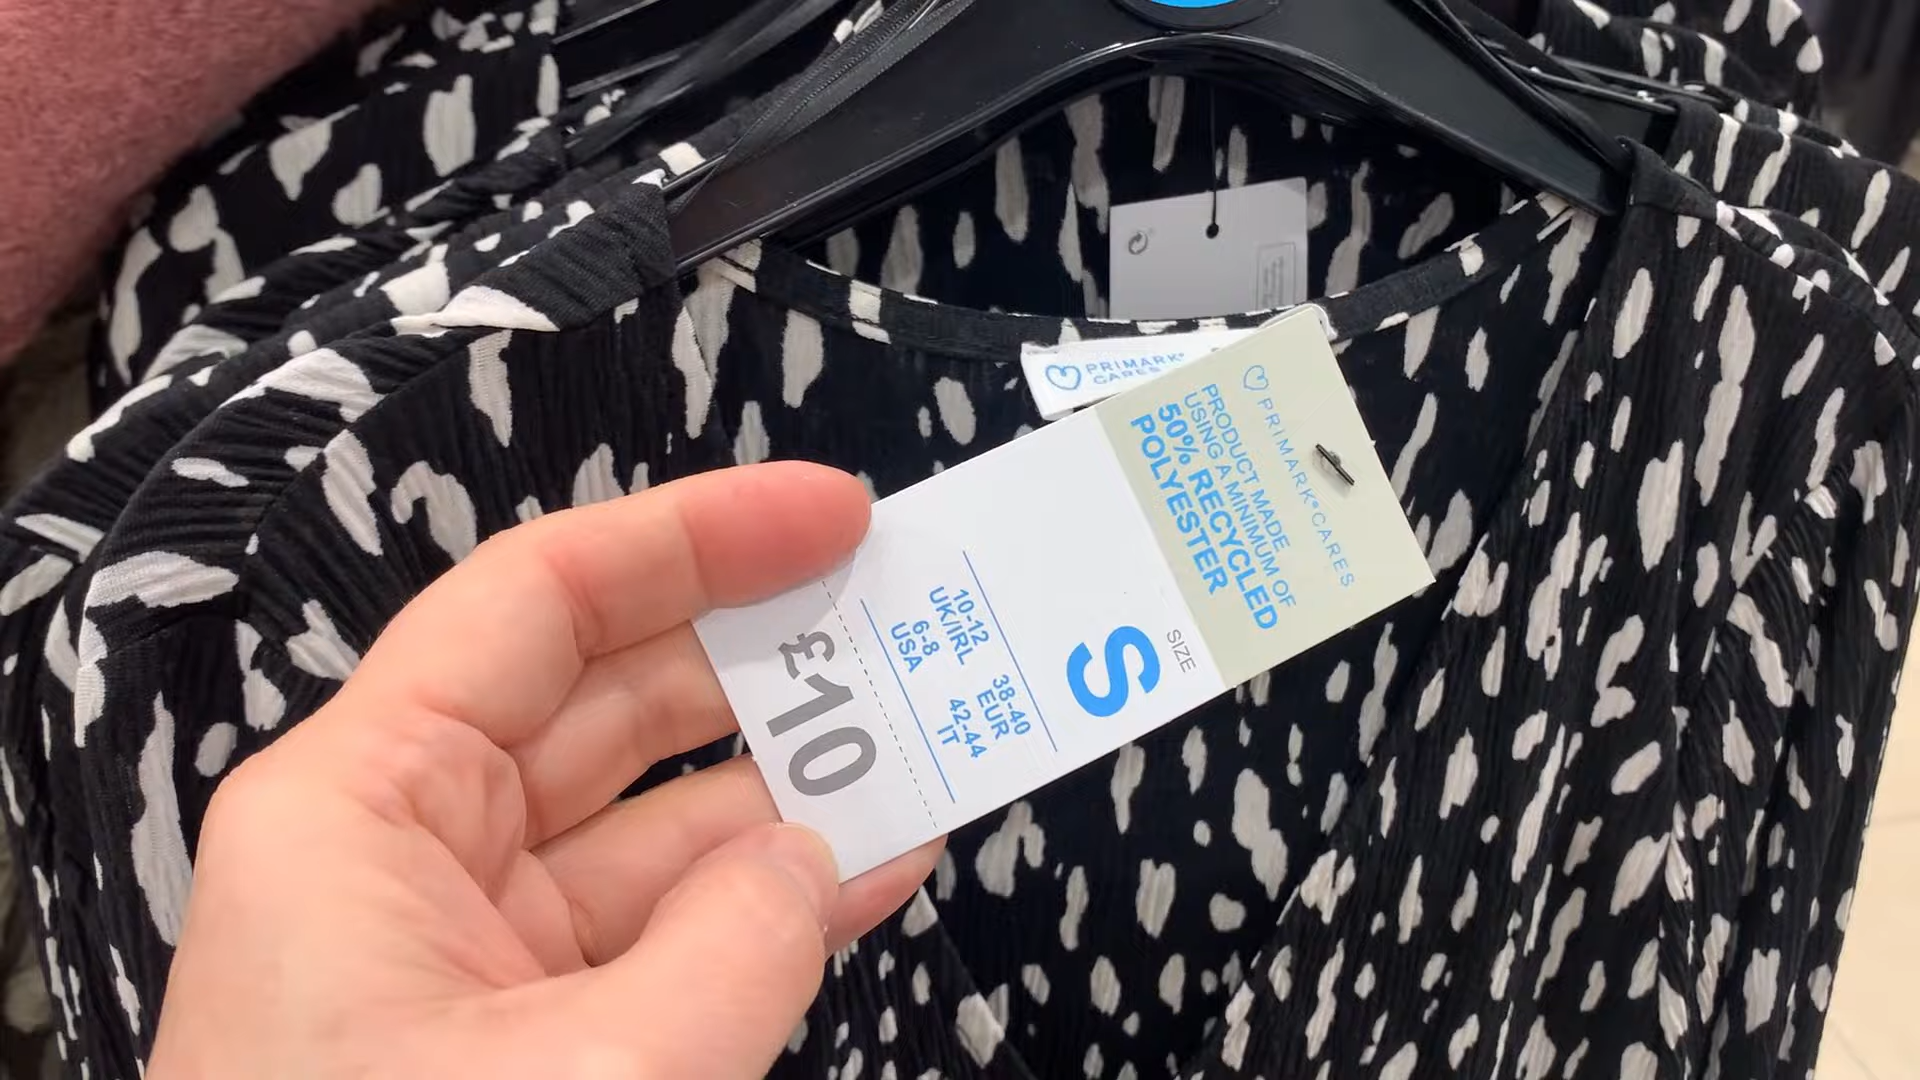 PRIMARK®
CARES
PRIMARK®CARES
PRODUCT MADE
USING A MINIMUM OF
50% RECYCLED
POLYESTER
SIZE
S
10-12
UK/IRL
38-40
EUR
6-8
USA
42-44
IT
£10